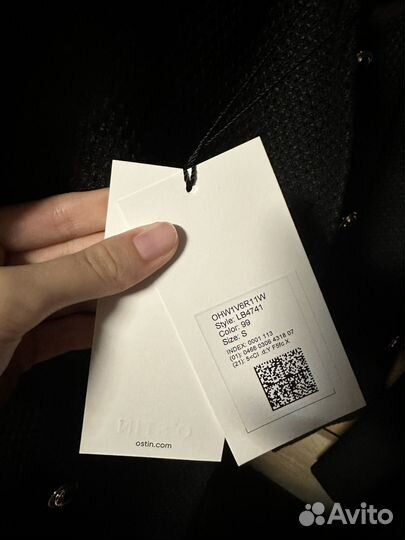 OHW1V6R11W
Style: LB4741
Color: 99
Size: S
INDEX: 0001 113
ostin.com
Avito